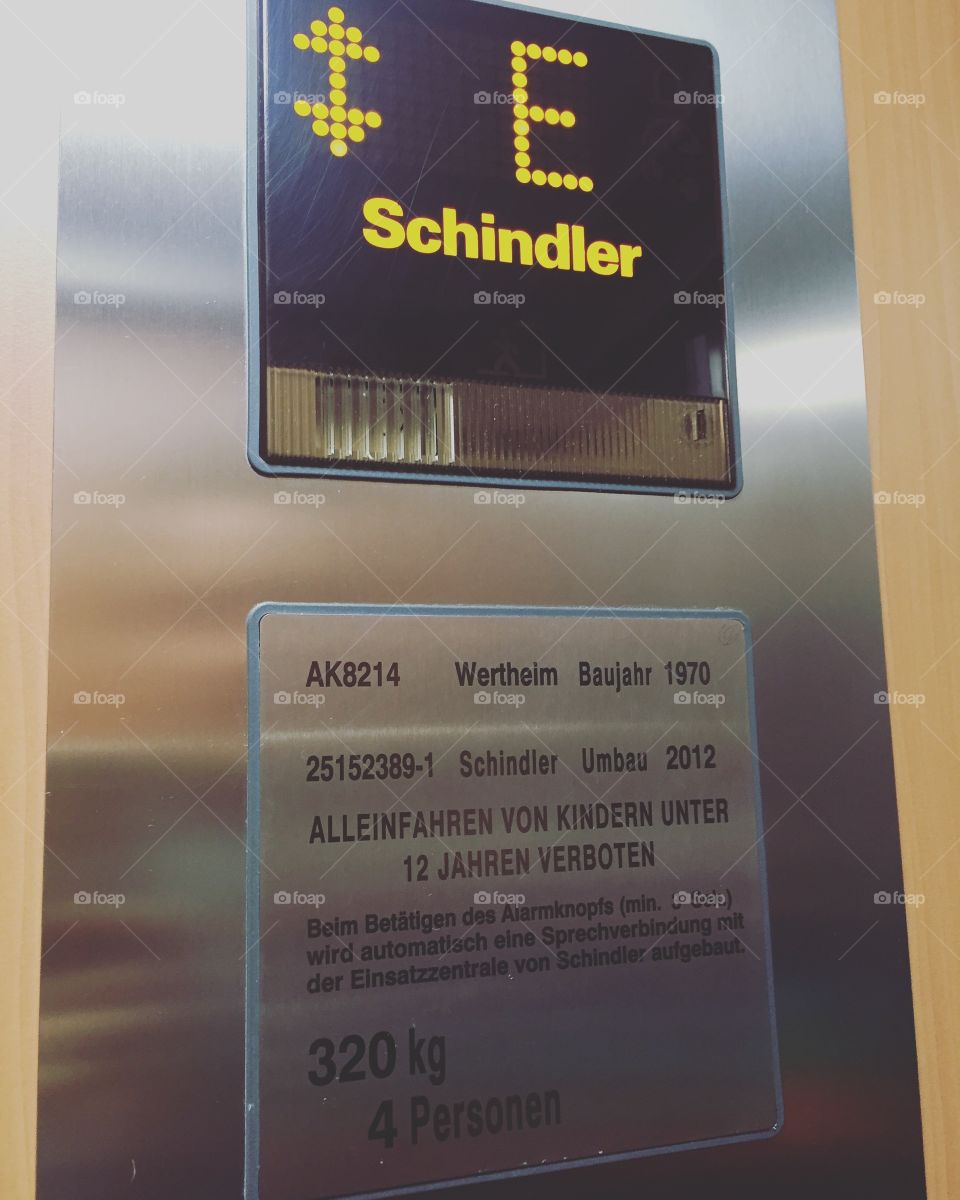 E
Schindler
AK8214 Wertheim Baujahr 1970
25152389-1 Schindler Umbau 2012
ALLEINFAHREN VON KINDERN UNTER
12 JAHREN VERBOTEN
Beim Betätigen des Alarmknopfs (min.
wird automatisch eine Sprechverbindung mit
der Einsatzzentrale von Schindler aufgebaut.
320 kg
4 Personen
foap